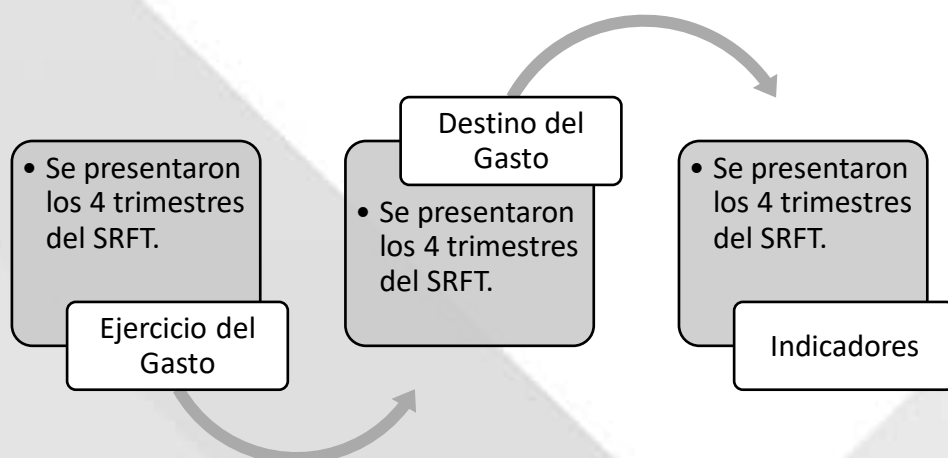 • Se presentaron
los 4 trimestres
del SRFT.
Ejercicio del
Gasto
Destino del
Gasto
• Se presentaron
los 4 trimestres
del SRFT.
• Se presentaron
los 4 trimestres
del SRFT.
Indicadores